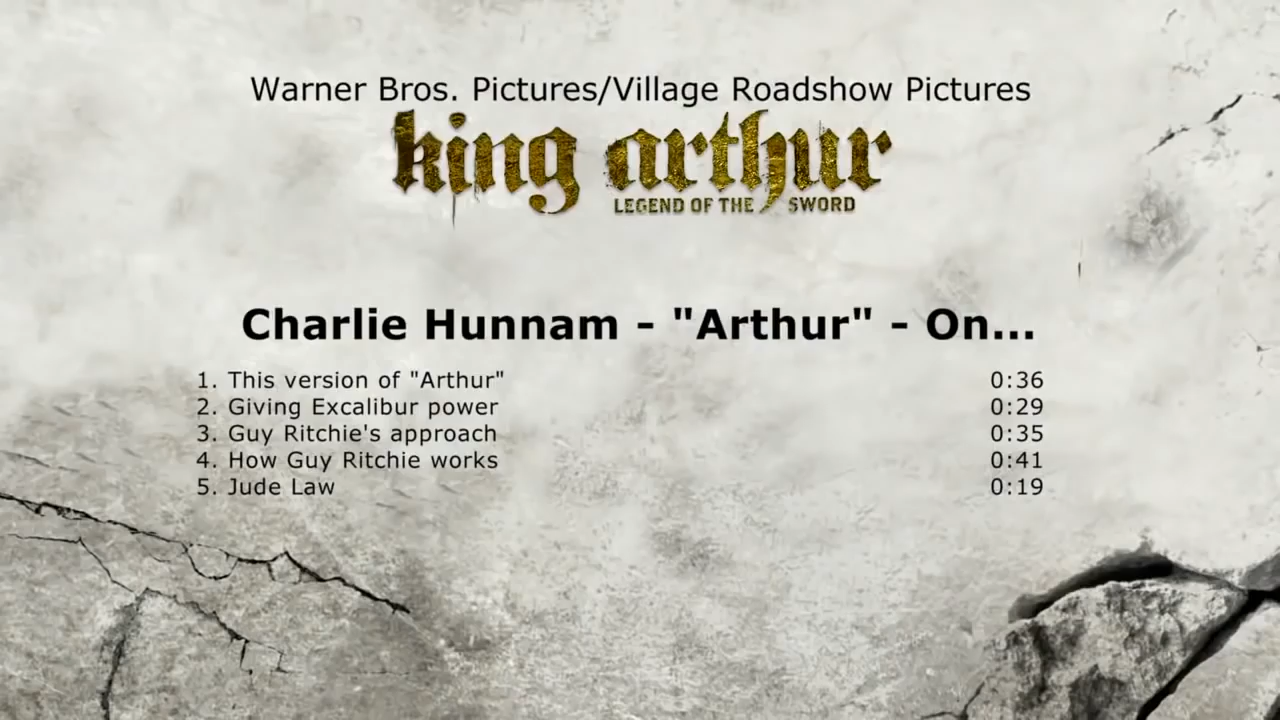 Warner Bros. Pictures/Village Roadshow Pictures
king arthur
LEGEND OF THE SWORD
Charlie Hunnam - "Arthur" - On...
1. This version of "Arthur" 0:36
2. Giving Excalibur power 0:29
3. Guy Ritchie's approach 0:35
4. How Guy Ritchie works 0:41
5. Jude Law 0:19